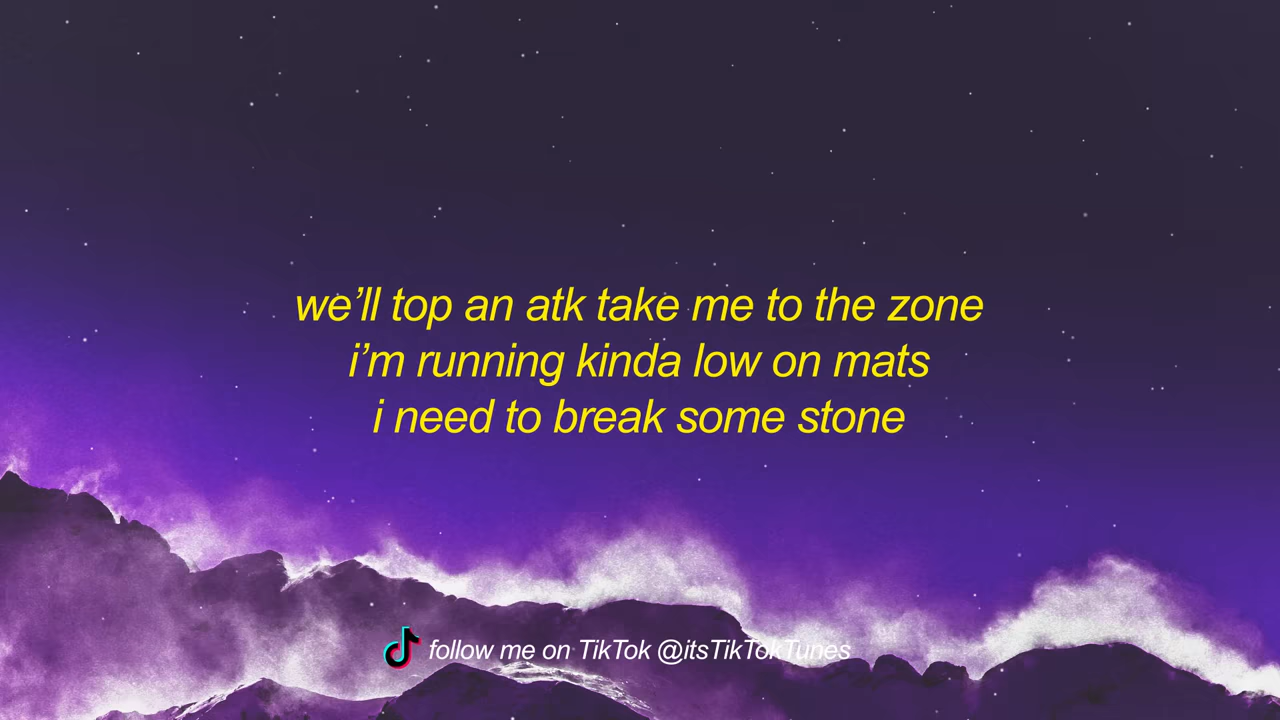 we’ll top an atk take me to the zone
i’m running kinda low on mats
i need to break some stone
follow me on TikTok @itsTikTokTunes